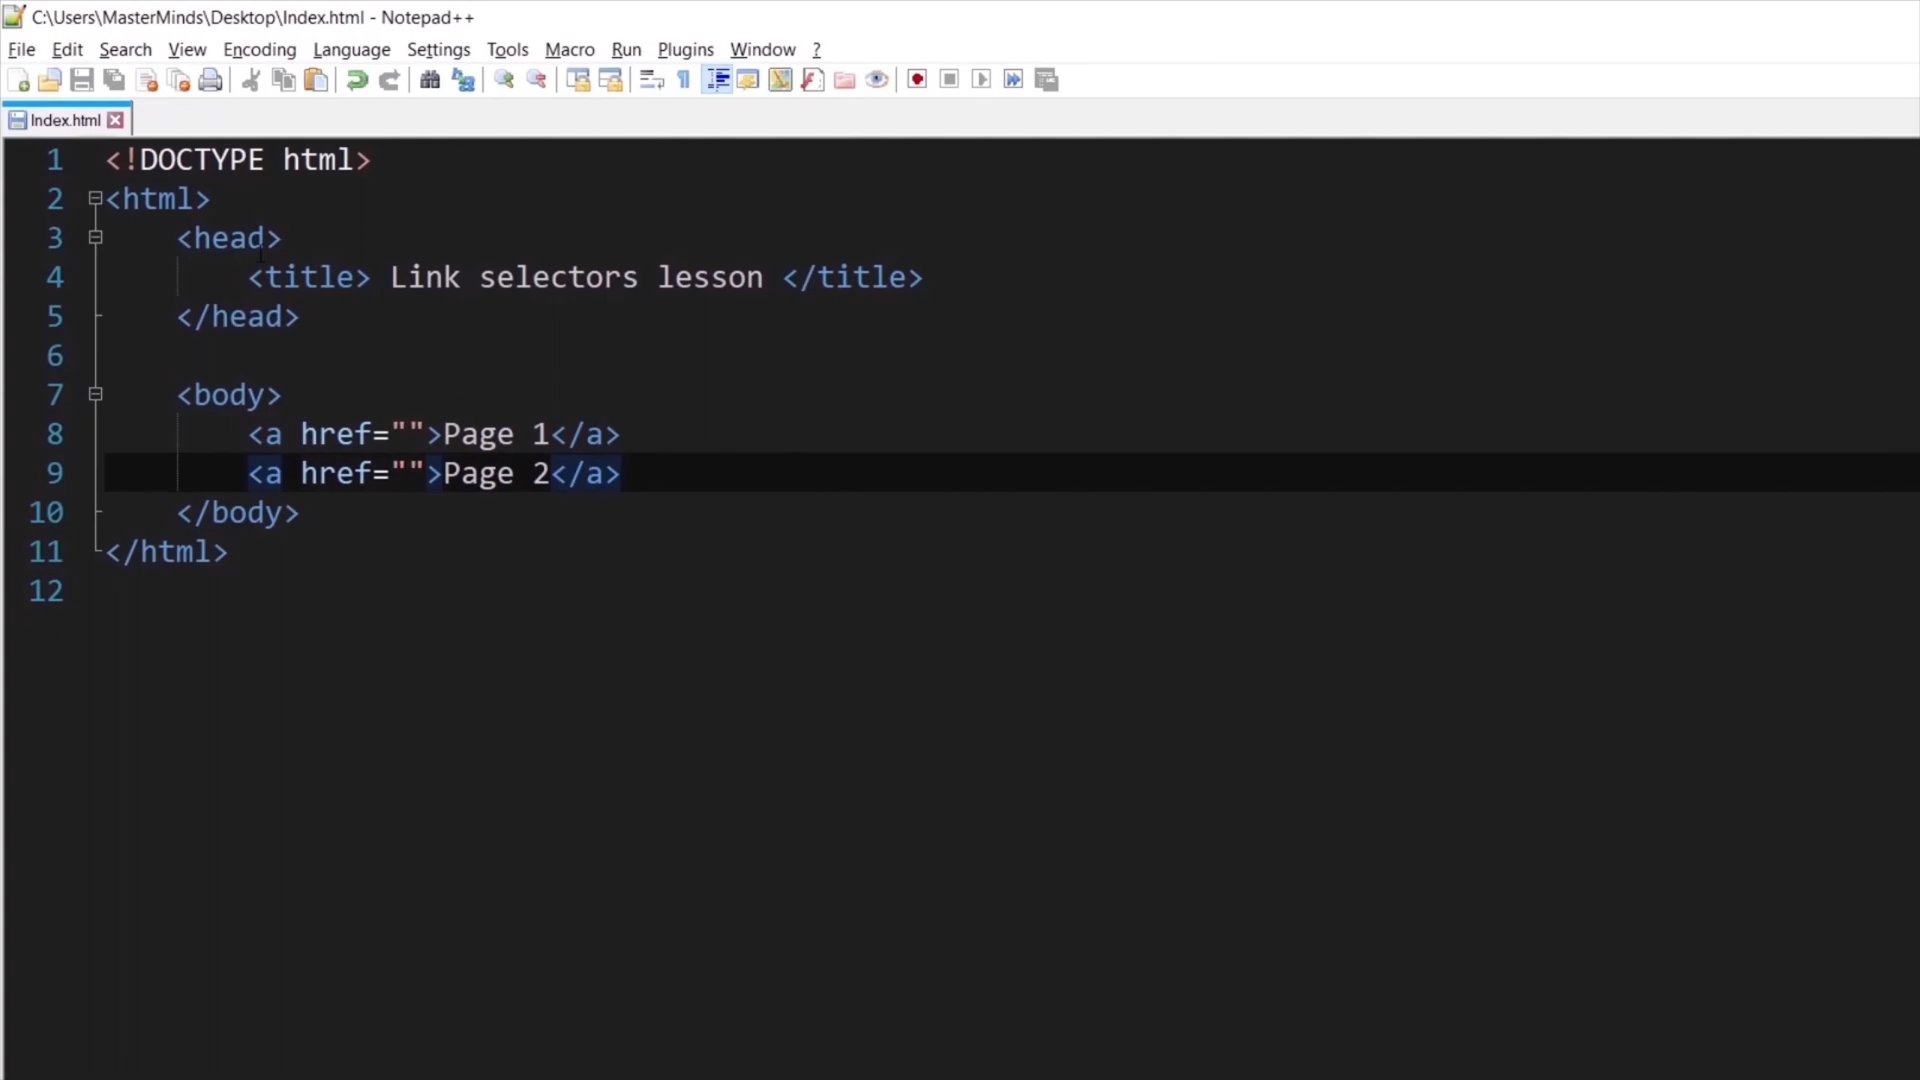 C:\Users\MasterMinds\Desktop\Index.html - Notepad++
File Edit Search View Encoding Language Settings Tools Macro Run Plugins Window ?
Index.html
1 <!DOCTYPE html>
2 <html>
3 <head>
4 <title> Link selectors lesson </title>
5 </head>
6
7 <body>
8 <a href="">Page 1</a>
9 <a href="">Page 2</a>
10 </body>
11 </html>
12